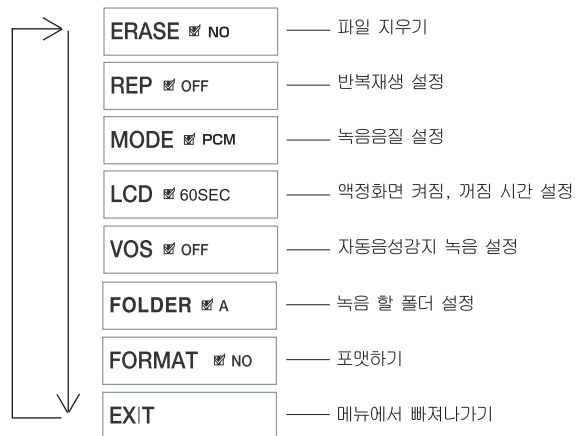 ERASE NO 파일 지우기
REP OFF 반복재생 설정
MODE PCM 녹음음질 설정
LCD 60SEC 액정화면 켜짐, 꺼짐 시간 설정
VOS OFF 자동음성감지 녹음 설정
FOLDER A 녹음 할 폴더 설정
FORMAT NO 포맷하기
EXIT 메뉴에서 빠져나가기